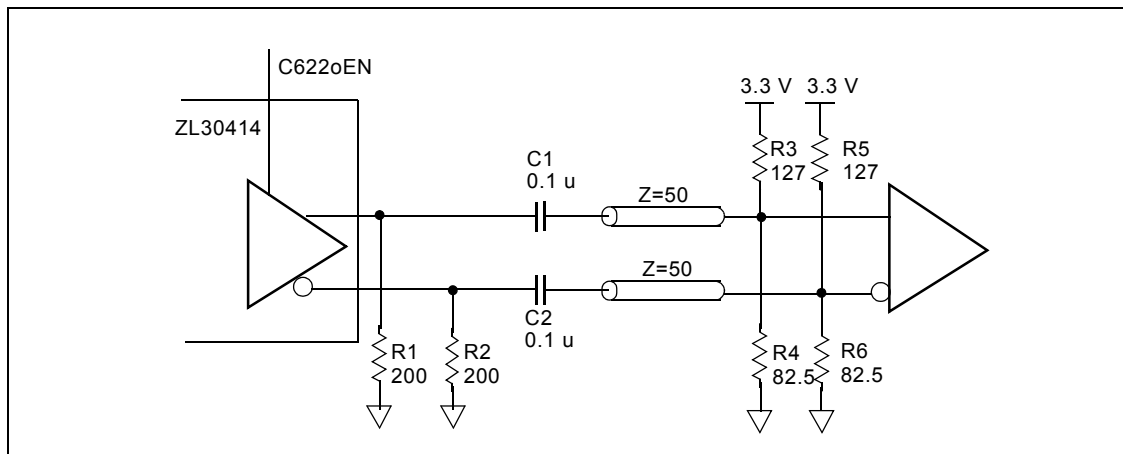 C622oEN
ZL30414
C1
0.1 u
Z=50
3.3 V
3.3 V
R3
127
R5
127
Z=50
C2
0.1 u
R1
200
R2
200
R4
82.5
R6
82.5